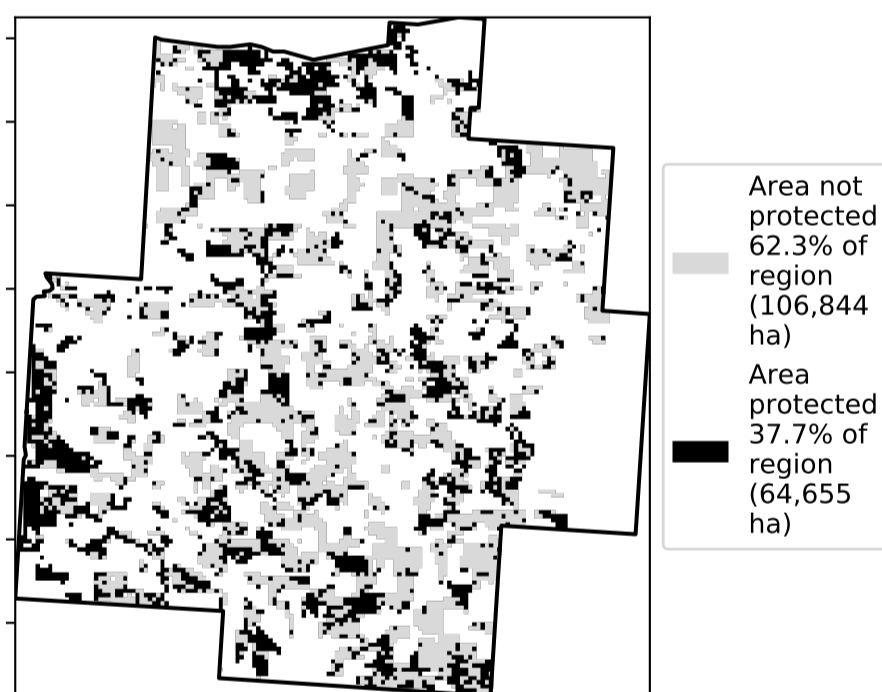 Area not
protected
62.3% of
region
(106,844
ha)
Area
protected
37.7% of
region
(64,655
ha)